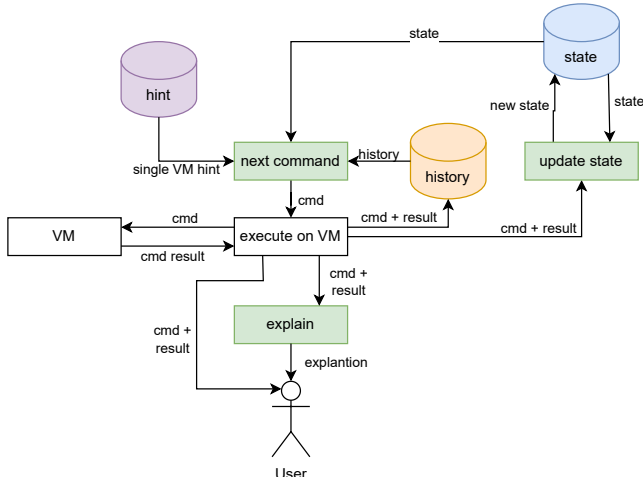 state
state
hint
new state
state
single VM hint
next command
history
history
update state
cmd
cmd
cmd + result
cmd + result
VM
execute on VM
cmd result
cmd +
result
cmd +
result
explain
explantion
User